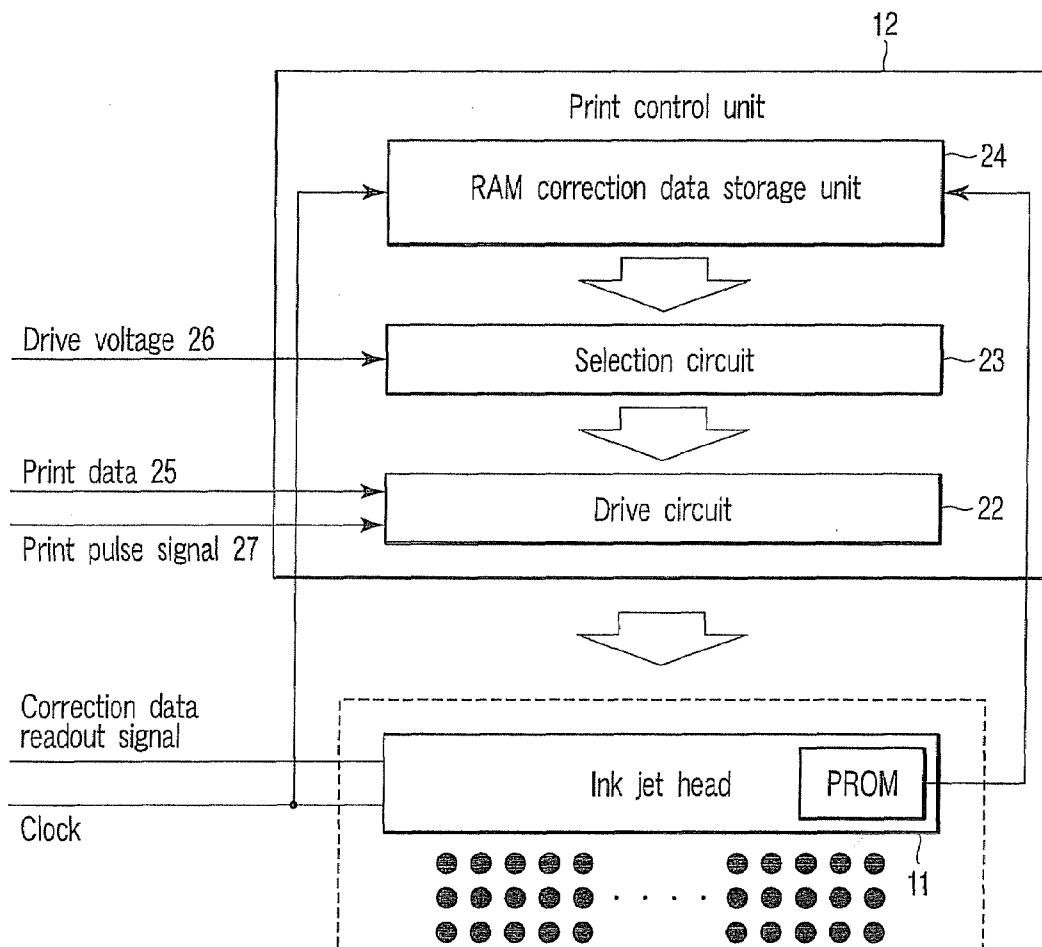 12
Print control unit
24
RAM correction data storage unit
Drive voltage 26
Selection circuit
23
Print data 25
Drive circuit
22
Print pulse signal 27
Correction data
readout signal
Ink jet head
PROM
Clock
11